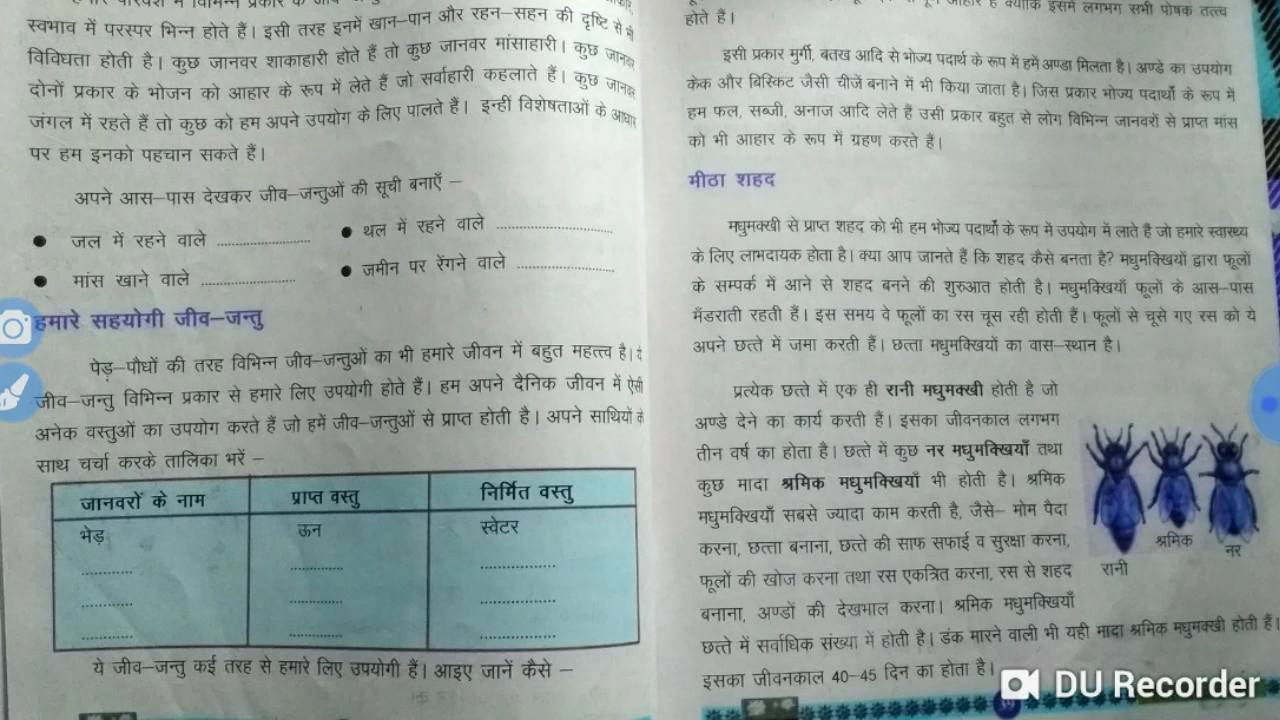 स्वभाव में परस्पर भिन्न होते हैं। इसी तरह इनमें खान–पान और रहन–सहन की दृष्टि से भी
विविधता होती है। कुछ जानवर शाकाहारी होते हैं तो कुछ जानवर मांसाहारी। कुछ जानवर
दोनों प्रकार के भोजन को आहार के रूप में लेते हैं जो सर्वाहारी कहलाते हैं। कुछ जानवर
जंगल में रहते हैं तो कुछ को हम अपने उपयोग के लिए पालते हैं। इन्हीं विशेषताओं के आधार
पर हम इनको पहचान सकते हैं।
अपने आस–पास देखकर जीव–जन्तुओं की सूची बनाएँ –
● जल में रहने वाले .................... ● थल में रहने वाले ....................
● मांस खाने वाले .................... ● जमीन पर रेंगने वाले ....................
हमारे सहयोगी जीव–जन्तु
पेड़–पौधों की तरह विभिन्न जीव–जन्तुओं का भी हमारे जीवन में बहुत महत्त्व है। ये
जीव–जन्तु विभिन्न प्रकार से हमारे लिए उपयोगी होते हैं। हम अपने दैनिक जीवन में ऐसी
अनेक वस्तुओं का उपयोग करते हैं जो हमें जीव–जन्तुओं से प्राप्त होती है। अपने साथियों के
साथ चर्चा करके तालिका भरें –
जानवरों के नाम प्राप्त वस्तु निर्मित वस्तु
भेड़ ऊन स्वेटर
............ ............ ............
............ ............ ............
............ ............ ............
ये जीव–जन्तु कई तरह से हमारे लिए उपयोगी हैं। आइए जानें कैसे –
आहार है क्योंकि इसमें लगभग सभी पोषक तत्त्व
होते हैं।
इसी प्रकार मुर्गी, बतख आदि से भोज्य पदार्थ के रूप में हमें अण्डा मिलता है। अण्डे का उपयोग
केक और बिस्किट जैसी चीजें बनाने में भी किया जाता है। जिस प्रकार भोज्य पदार्थों के रूप में
हम फल, सब्जी, अनाज आदि लेते हैं उसी प्रकार बहुत से लोग विभिन्न जानवरों से प्राप्त मांस
को भी आहार के रूप में ग्रहण करते हैं।
मीठा शहद
मधुमक्खी से प्राप्त शहद को भी हम भोज्य पदार्थों के रूप में उपयोग में लाते हैं जो हमारे स्वास्थ्य
के लिए लाभदायक होता है। क्या आप जानते हैं कि शहद कैसे बनता है? मधुमक्खियों द्वारा फूलों
के सम्पर्क में आने से शहद बनने की शुरुआत होती है। मधुमक्खियाँ फूलों के आस–पास
मँडराती रहती हैं। इस समय वे फूलों का रस चूस रही होती हैं। फूलों से चूसे गए रस को ये
अपने छत्ते में जमा करती हैं। छत्ता मधुमक्खियों का वास–स्थान है।
प्रत्येक छत्ते में एक ही रानी मधुमक्खी होती है जो
अण्डे देने का कार्य करती हैं। इसका जीवनकाल लगभग
तीन वर्ष का होता है। छत्ते में कुछ नर मधुमक्खियाँ तथा
कुछ मादा श्रमिक मधुमक्खियाँ भी होती है। श्रमिक
मधुमक्खियाँ सबसे ज्यादा काम करती है, जैसे– मोम पैदा
करना, छत्ता बनाना, छत्ते की साफ सफाई व सुरक्षा करना,
फूलों की खोज करना तथा रस एकत्रित करना, रस से शहद
बनाना, अण्डों की देखभाल करना। श्रमिक मधुमक्खियाँ
छत्ते में सर्वाधिक संख्या में होती है। डंक मारने वाली भी यही मादा श्रमिक मधुमक्खी होती हैं।
इसका जीवनकाल 40–45 दिन का होता है।
रानी
श्रमिक
नर
DU Recorder